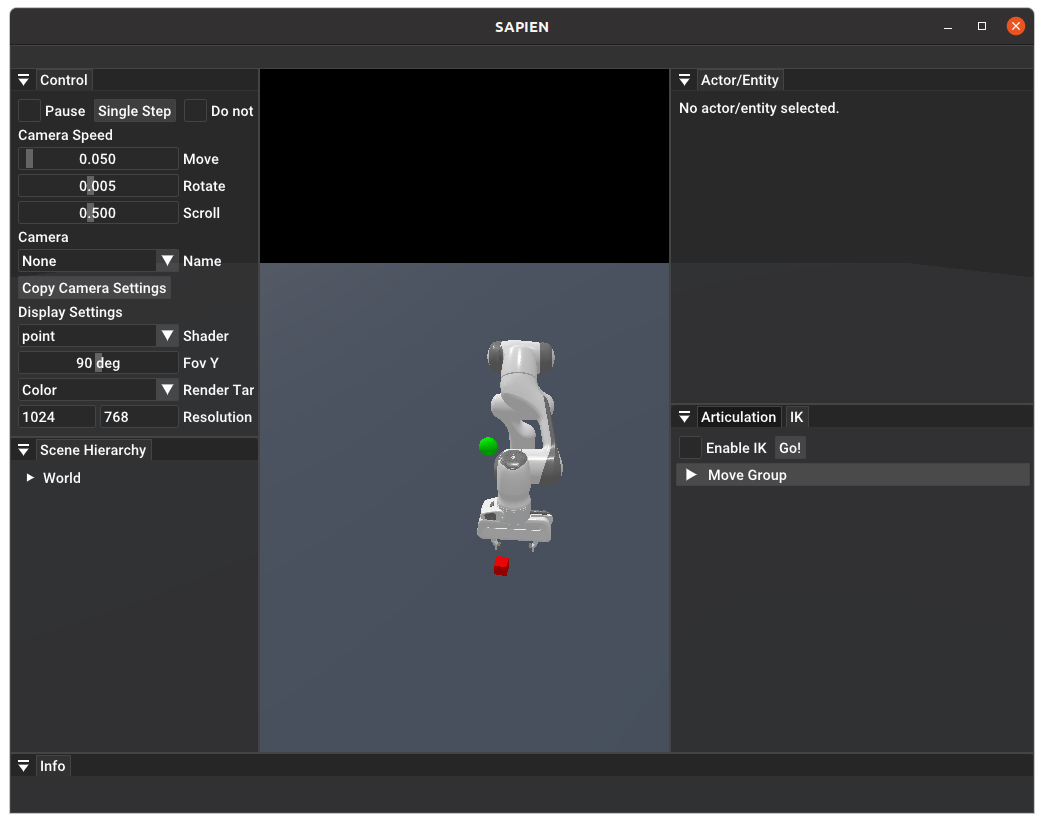 SAPIEN
Control
Pause Single Step Do not
Camera Speed
0.050 Move
0.005 Rotate
0.500 Scroll
Camera
None Name
Copy Camera Settings
Display Settings
point Shader
90 deg Fov Y
Color Render Tar
1024 768 Resolution
Scene Hierarchy
World
Actor/Entity
No actor/entity selected.
Articulation IK
Enable IK Go!
Move Group
Info